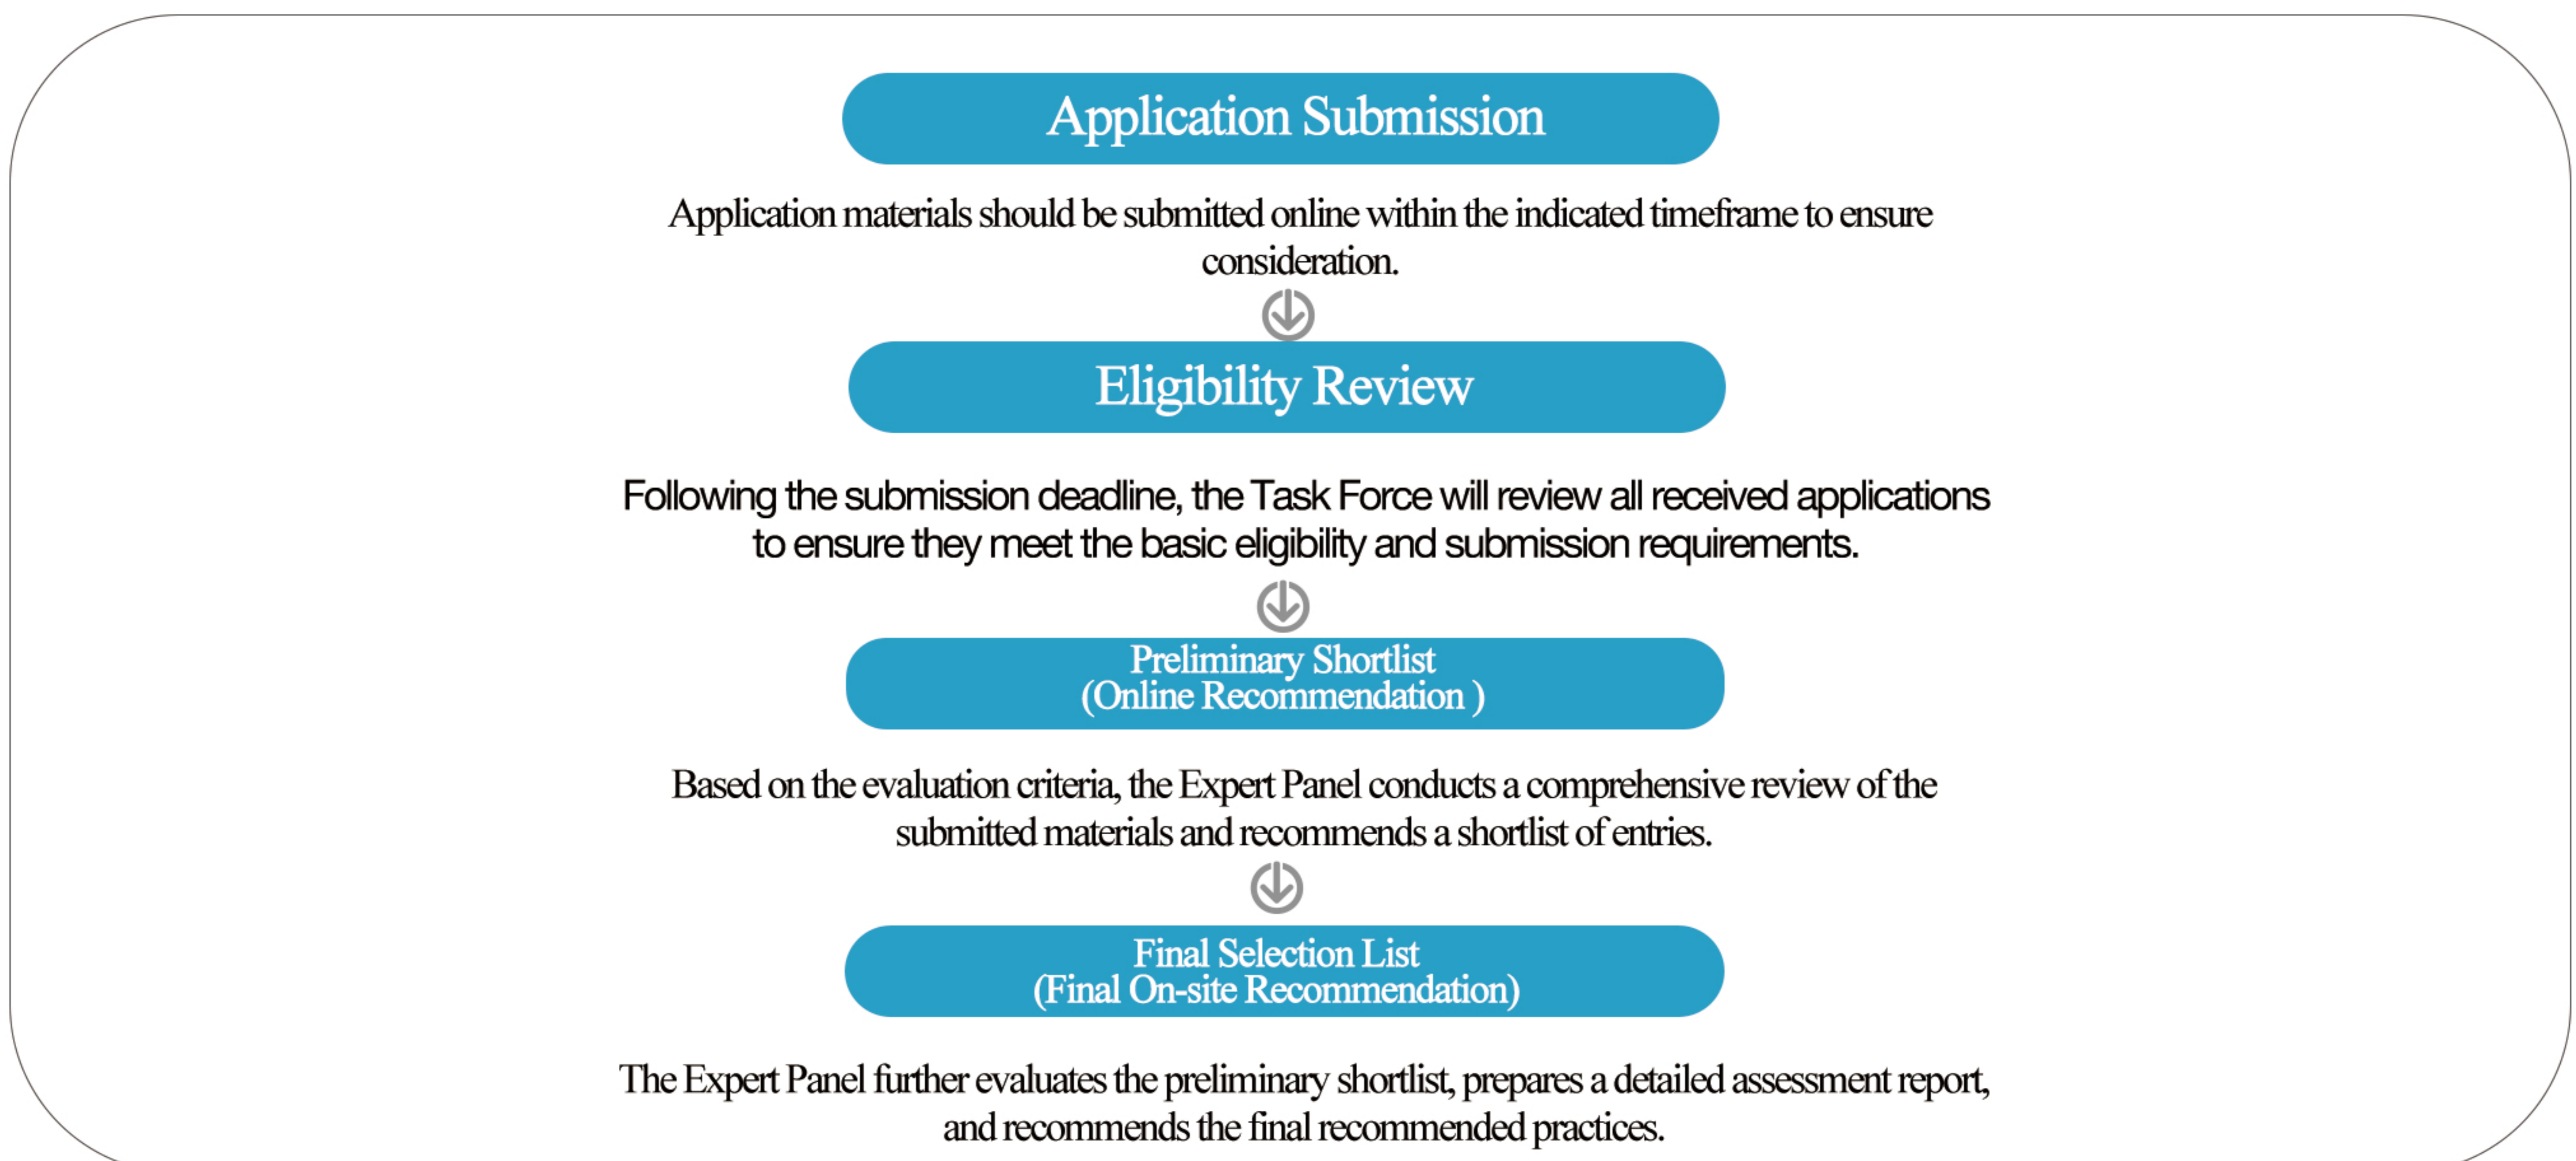 Application Submission
Application materials should be submitted online within the indicated timeframe to ensure
consideration.
Eligibility Review
Following the submission deadline, the Task Force will review all received applications
to ensure they meet the basic eligibility and submission requirements.
Preliminary Shortlist
(Online Recommendation )
Based on the evaluation criteria, the Expert Panel conducts a comprehensive review of the
submitted materials and recommends a shortlist of entries.
Final Selection List
(Final On-site Recommendation)
The Expert Panel further evaluates the preliminary shortlist, prepares a detailed assessment report,
and recommends the final recommended practices.